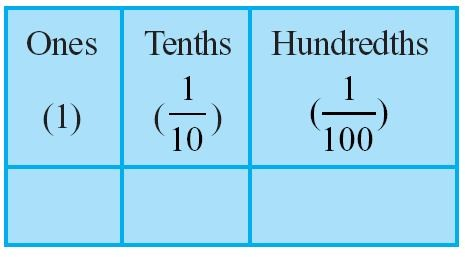 Ones Tenths Hundredths
(1) (1/10) (1/100)